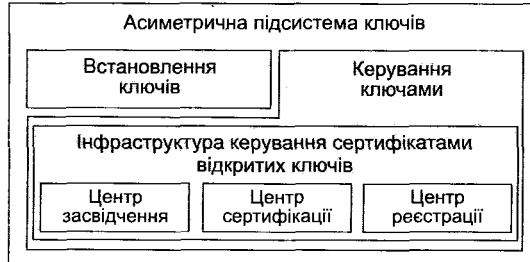 Асиметрична підсистема ключів
Встановлення
ключів
Керування
ключами
Інфраструктура керування сертифікатами
відкритих ключів
Центр
засвідчення
Центр
сертифікації
Центр
реєстрації